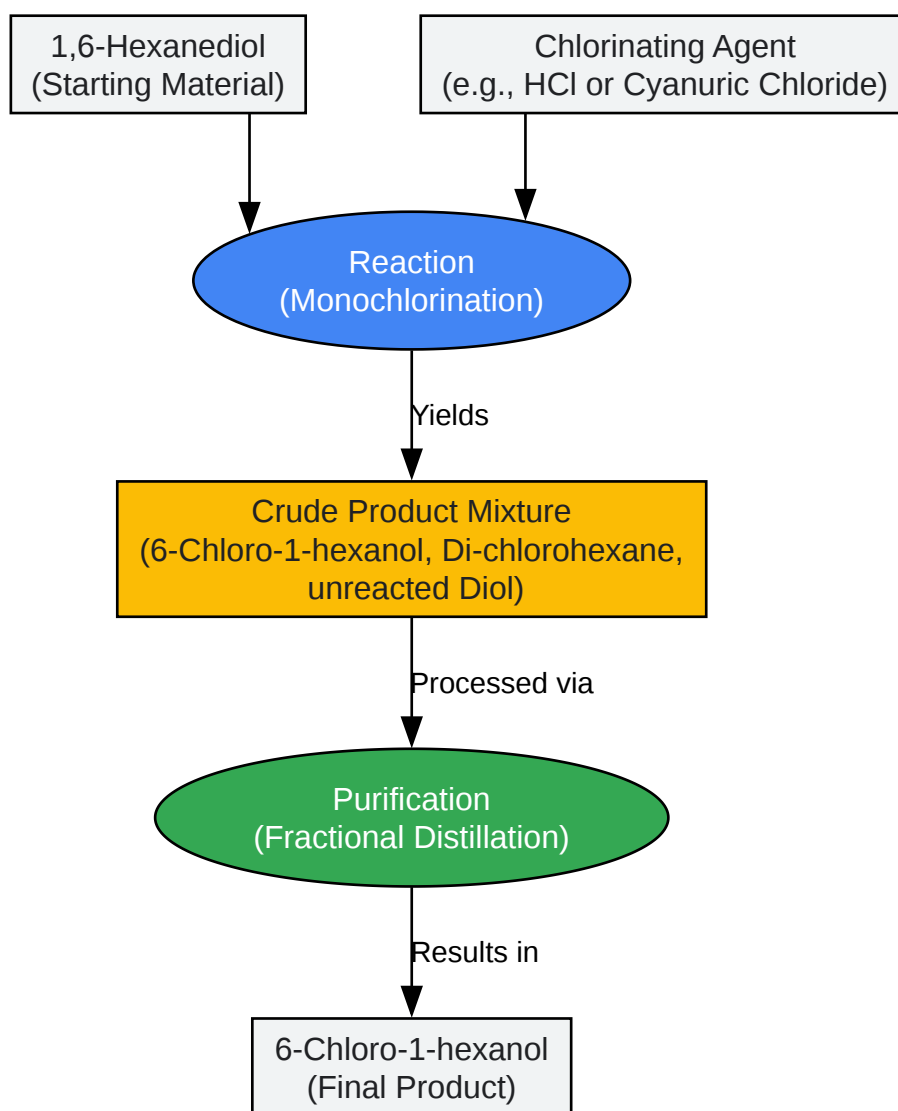 1,6-Hexanediol
(Starting Material)
Chlorinating Agent
(e.g., HCl or Cyanuric Chloride)
Reaction
(Monochlorination)
Yields
Crude Product Mixture
(6-Chloro-1-hexanol, Di-chlorohexane,
unreacted Diol)
Processed via
Purification
(Fractional Distillation)
Results in
6-Chloro-1-hexanol
(Final Product)